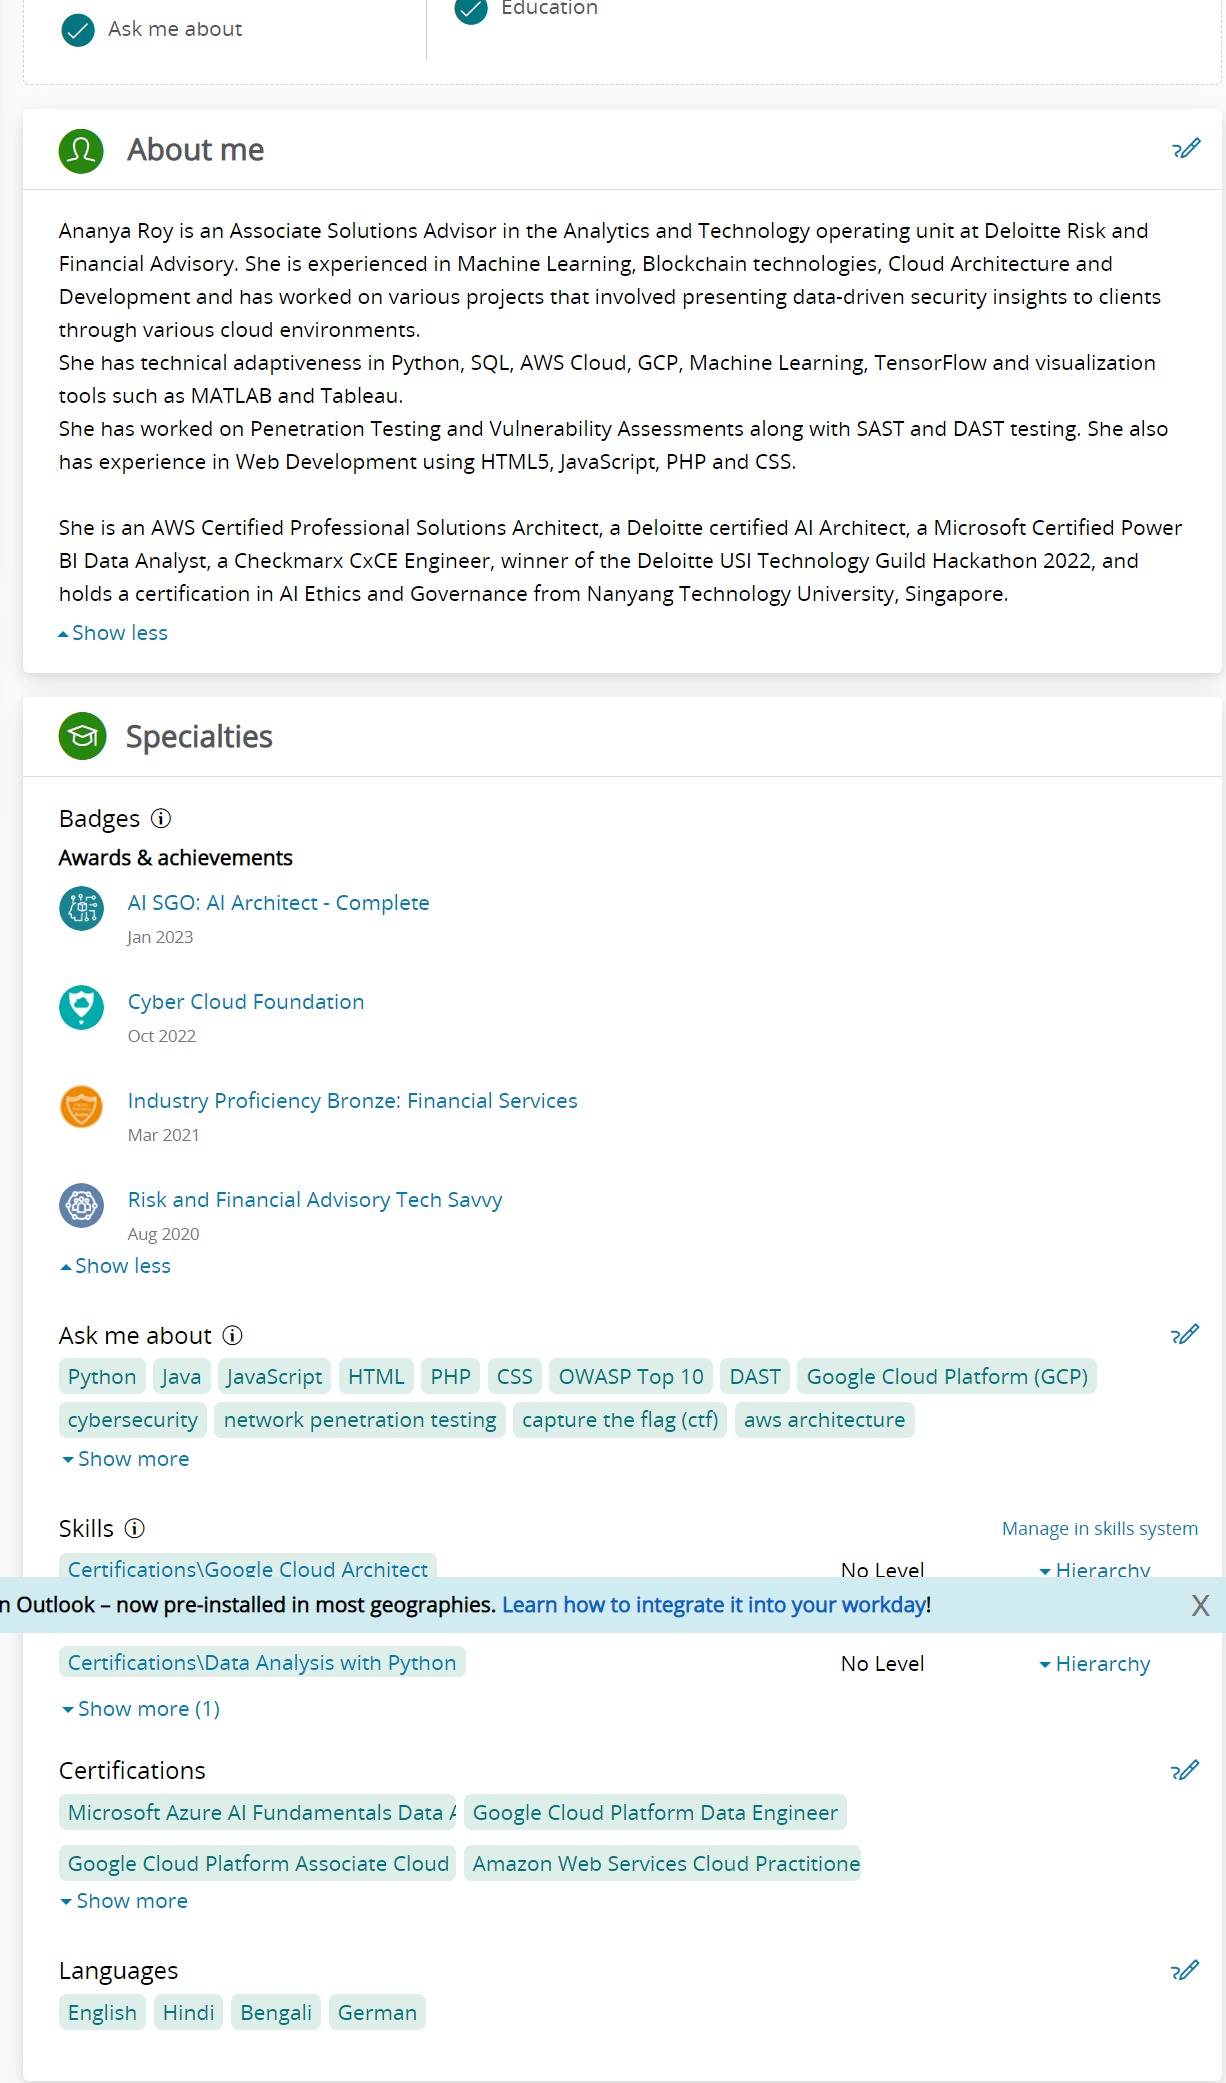 Ask me about
Education
About me
Ananya Roy is an Associate Solutions Advisor in the Analytics and Technology operating unit at Deloitte Risk and
Financial Advisory. She is experienced in Machine Learning, Blockchain technologies, Cloud Architecture and
Development and has worked on various projects that involved presenting data-driven security insights to clients
through various cloud environments.
She has technical adaptiveness in Python, SQL, AWS Cloud, GCP, Machine Learning, TensorFlow and visualization
tools such as MATLAB and Tableau.
She has worked on Penetration Testing and Vulnerability Assessments along with SAST and DAST testing. She also
has experience in Web Development using HTML5, JavaScript, PHP and CSS.
She is an AWS Certified Professional Solutions Architect, a Deloitte certified AI Architect, a Microsoft Certified Power
BI Data Analyst, a Checkmarx CxCE Engineer, winner of the Deloitte USI Technology Guild Hackathon 2022, and
holds a certification in AI Ethics and Governance from Nanyang Technology University, Singapore.
Show less
Specialties
Badges
Awards & achievements
AI SGO: AI Architect - Complete
Jan 2023
Cyber Cloud Foundation
Oct 2022
Industry Proficiency Bronze: Financial Services
Mar 2021
Risk and Financial Advisory Tech Savvy
Aug 2020
Show less
Ask me about
Python Java JavaScript HTML PHP CSS OWASP Top 10 DAST Google Cloud Platform (GCP)
cybersecurity network penetration testing capture the flag (ctf) aws architecture
Show more
Skills Manage in skills system
Certifications\Google Cloud Architect No Level Hierarchy
n Outlook – now pre-installed in most geographies. Learn how to integrate it into your workday! X
Certifications\Data Analysis with Python No Level Hierarchy
Show more (1)
Certifications
Microsoft Azure AI Fundamentals Data Google Cloud Platform Data Engineer
Google Cloud Platform Associate Cloud Amazon Web Services Cloud Practitione
Show more
Languages
English Hindi Bengali German